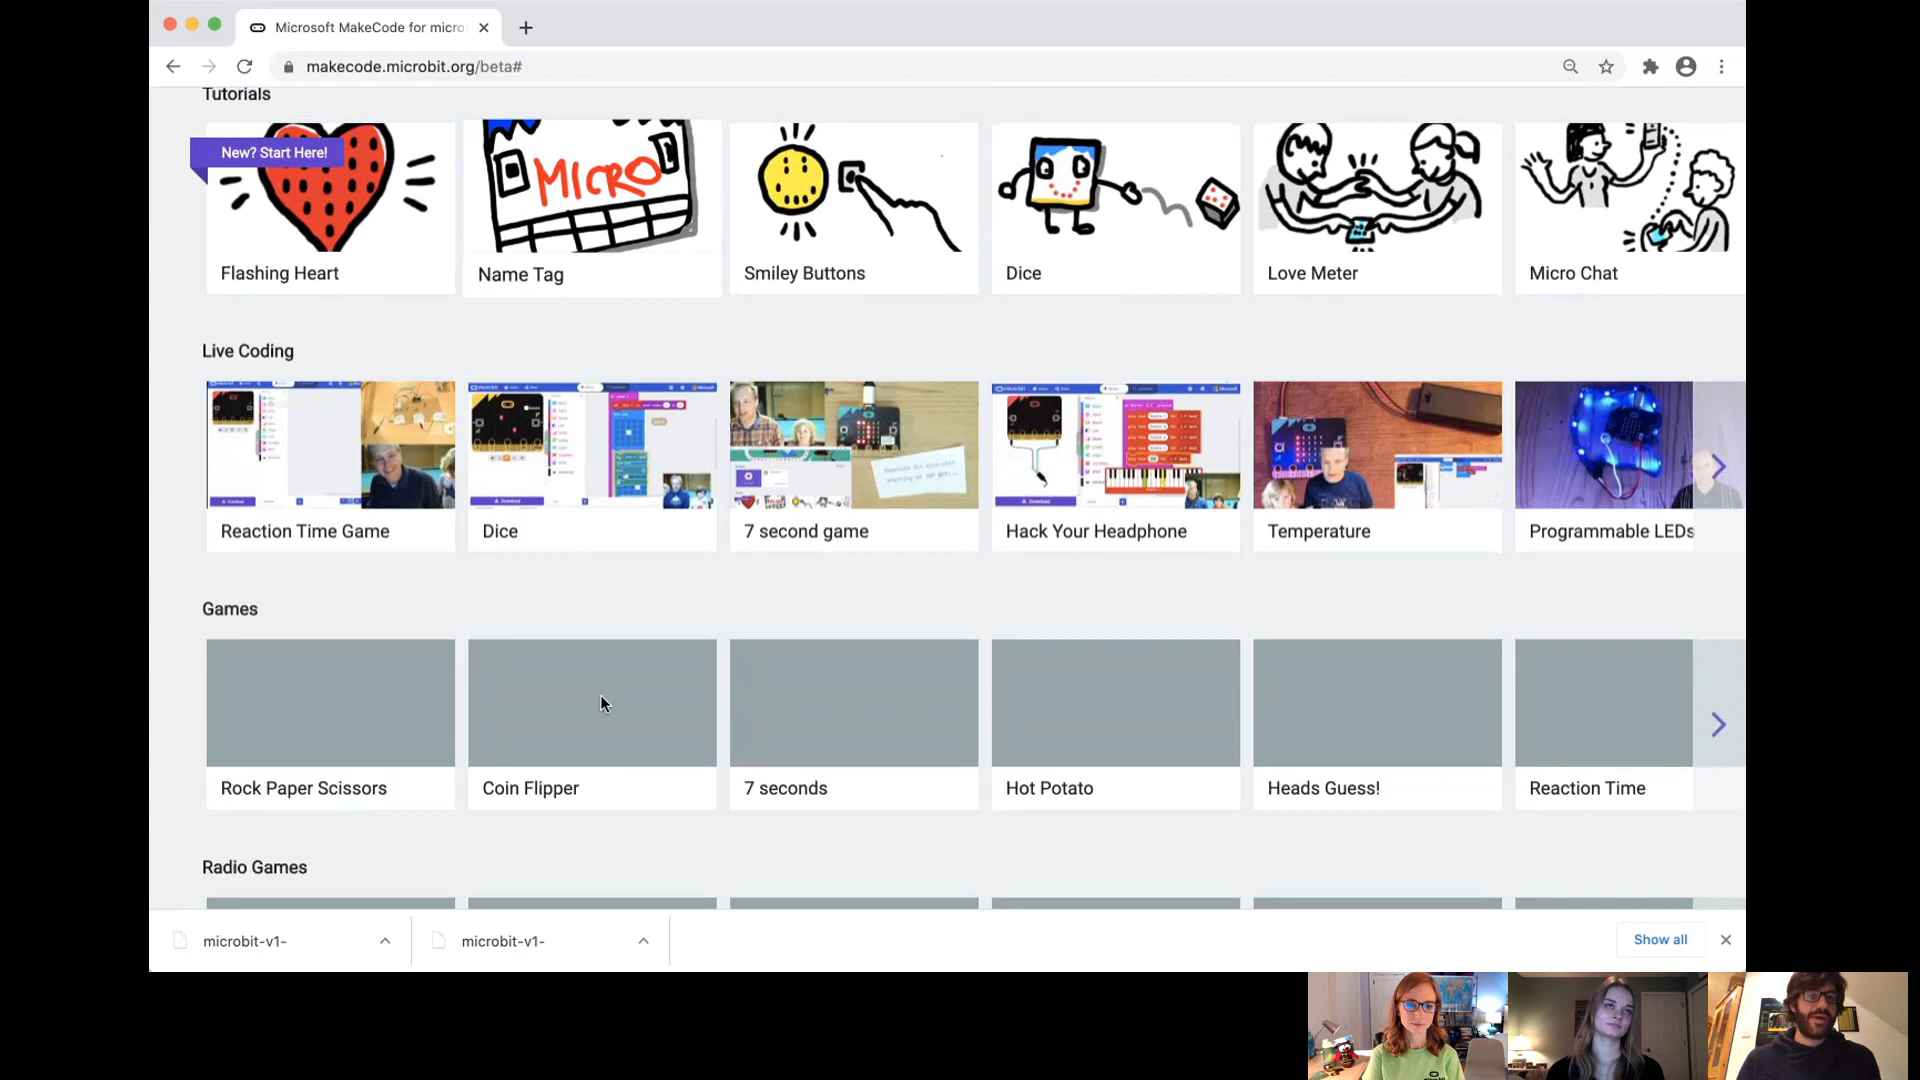 Microsoft MakeCode for micro
makecode.microbit.org/beta#
Tutorials
New? Start Here!
MICRO
Flashing Heart
Name Tag
Smiley Buttons
Dice
Love Meter
Micro Chat
Live Coding
Reaction Time Game
Dice
7 second game
Hack Your Headphone
Temperature
Programmable LEDs
Games
Rock Paper Scissors
Coin Flipper
7 seconds
Hot Potato
Heads Guess!
Reaction Time
Radio Games
microbit-v1-
microbit-v1-
Show all